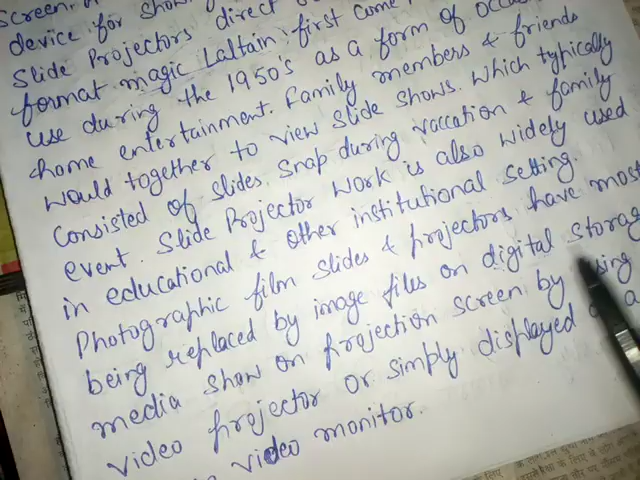 screen.
device for show
Slide Projectors direct
format magic Laltain. first come
use during the 1950's as a form of occas
home entertainment. Family members & friends
would together to view slide shows. Which typically
Consisted of slides snap during vaccation & family
event. Slide Projector work is also widely used
in educational & other institutional setting.
Photographic film slides & projectors have most
being replaced by image files on digital storag
media show on projection screen by using
video projector or simply displayed a
video monitor.